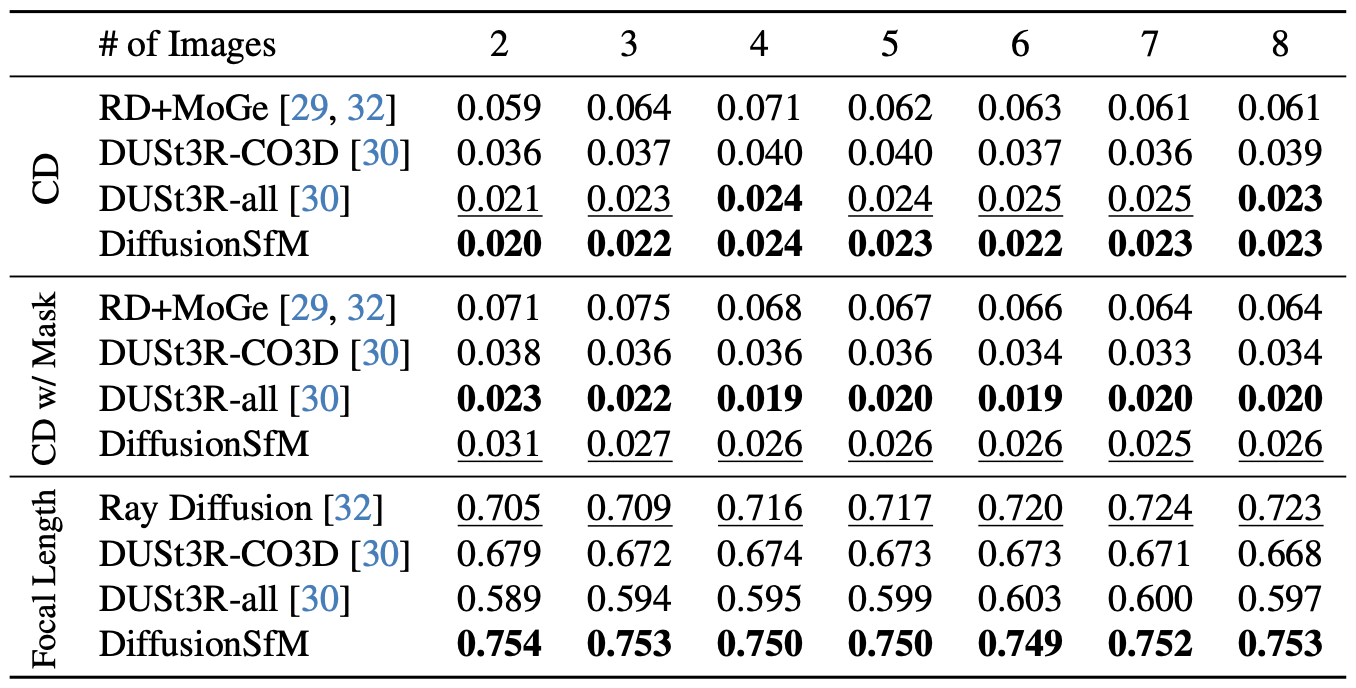 # of Images 2 3 4 5 6 7 8
CD
RD+MoGe [29, 32] 0.059 0.064 0.071 0.062 0.063 0.061 0.061
DUSt3R-CO3D [30] 0.036 0.037 0.040 0.040 0.037 0.036 0.039
DUSt3R-all [30] 0.021 0.023 0.024 0.024 0.025 0.025 0.023
DiffusionSfM 0.020 0.022 0.024 0.023 0.022 0.023 0.023
CD w/ Mask
RD+MoGe [29, 32] 0.071 0.075 0.068 0.067 0.066 0.064 0.064
DUSt3R-CO3D [30] 0.038 0.036 0.036 0.036 0.034 0.033 0.034
DUSt3R-all [30] 0.023 0.022 0.019 0.020 0.019 0.020 0.020
DiffusionSfM 0.031 0.027 0.026 0.026 0.026 0.025 0.026
Focal Length
Ray Diffusion [32] 0.705 0.709 0.716 0.717 0.720 0.724 0.723
DUSt3R-CO3D [30] 0.679 0.672 0.674 0.673 0.673 0.671 0.668
DUSt3R-all [30] 0.589 0.594 0.595 0.599 0.603 0.600 0.597
DiffusionSfM 0.754 0.753 0.750 0.750 0.749 0.752 0.753